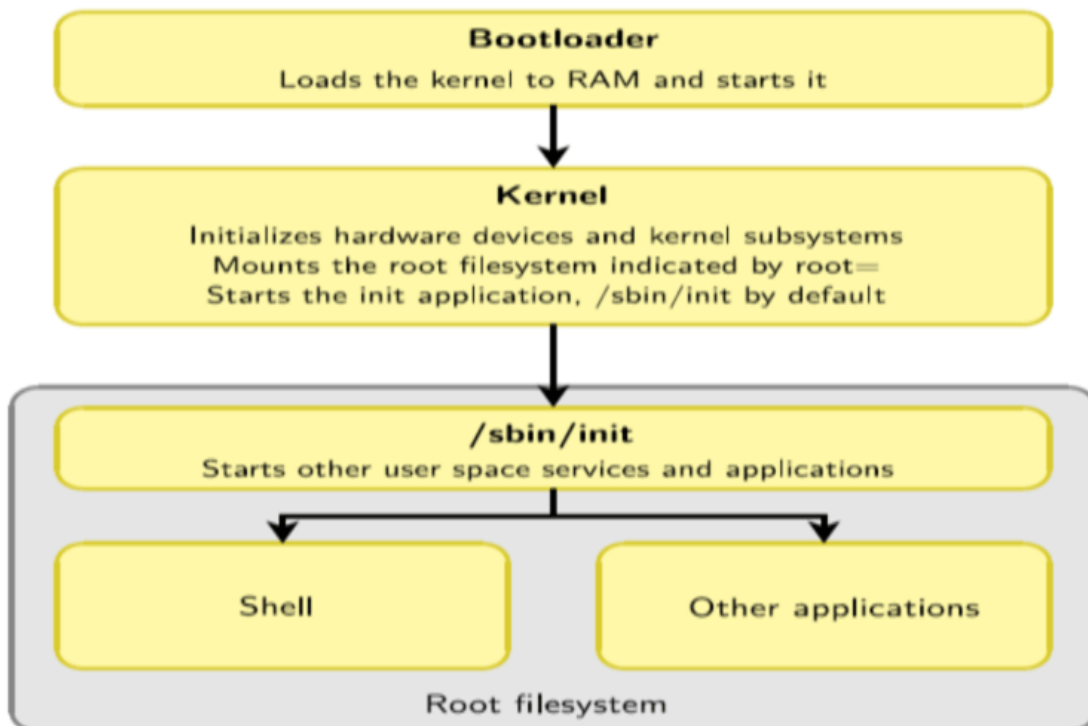 Bootloader
Loads the kernel to RAM and starts it
Kernel
Initializes hardware devices and kernel subsystems
Mounts the root filesystem indicated by root=
Starts the init application, /sbin/init by default
/sbin/init
Starts other user space services and applications
Shell
Other applications
Root filesystem